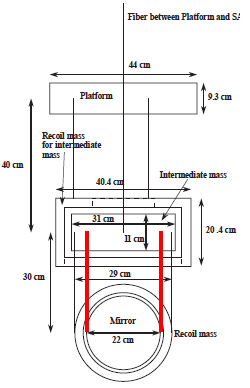 Fiber between Platform and SA
44 cm
Platform
9.3 cm
Recoil mass
for intermediate
mass
40 cm
Intermediate mass
40.4 cm
31 cm
11 cm
20 .4 cm
30 cm
29 cm
Mirror
22 cm
Recoil mass